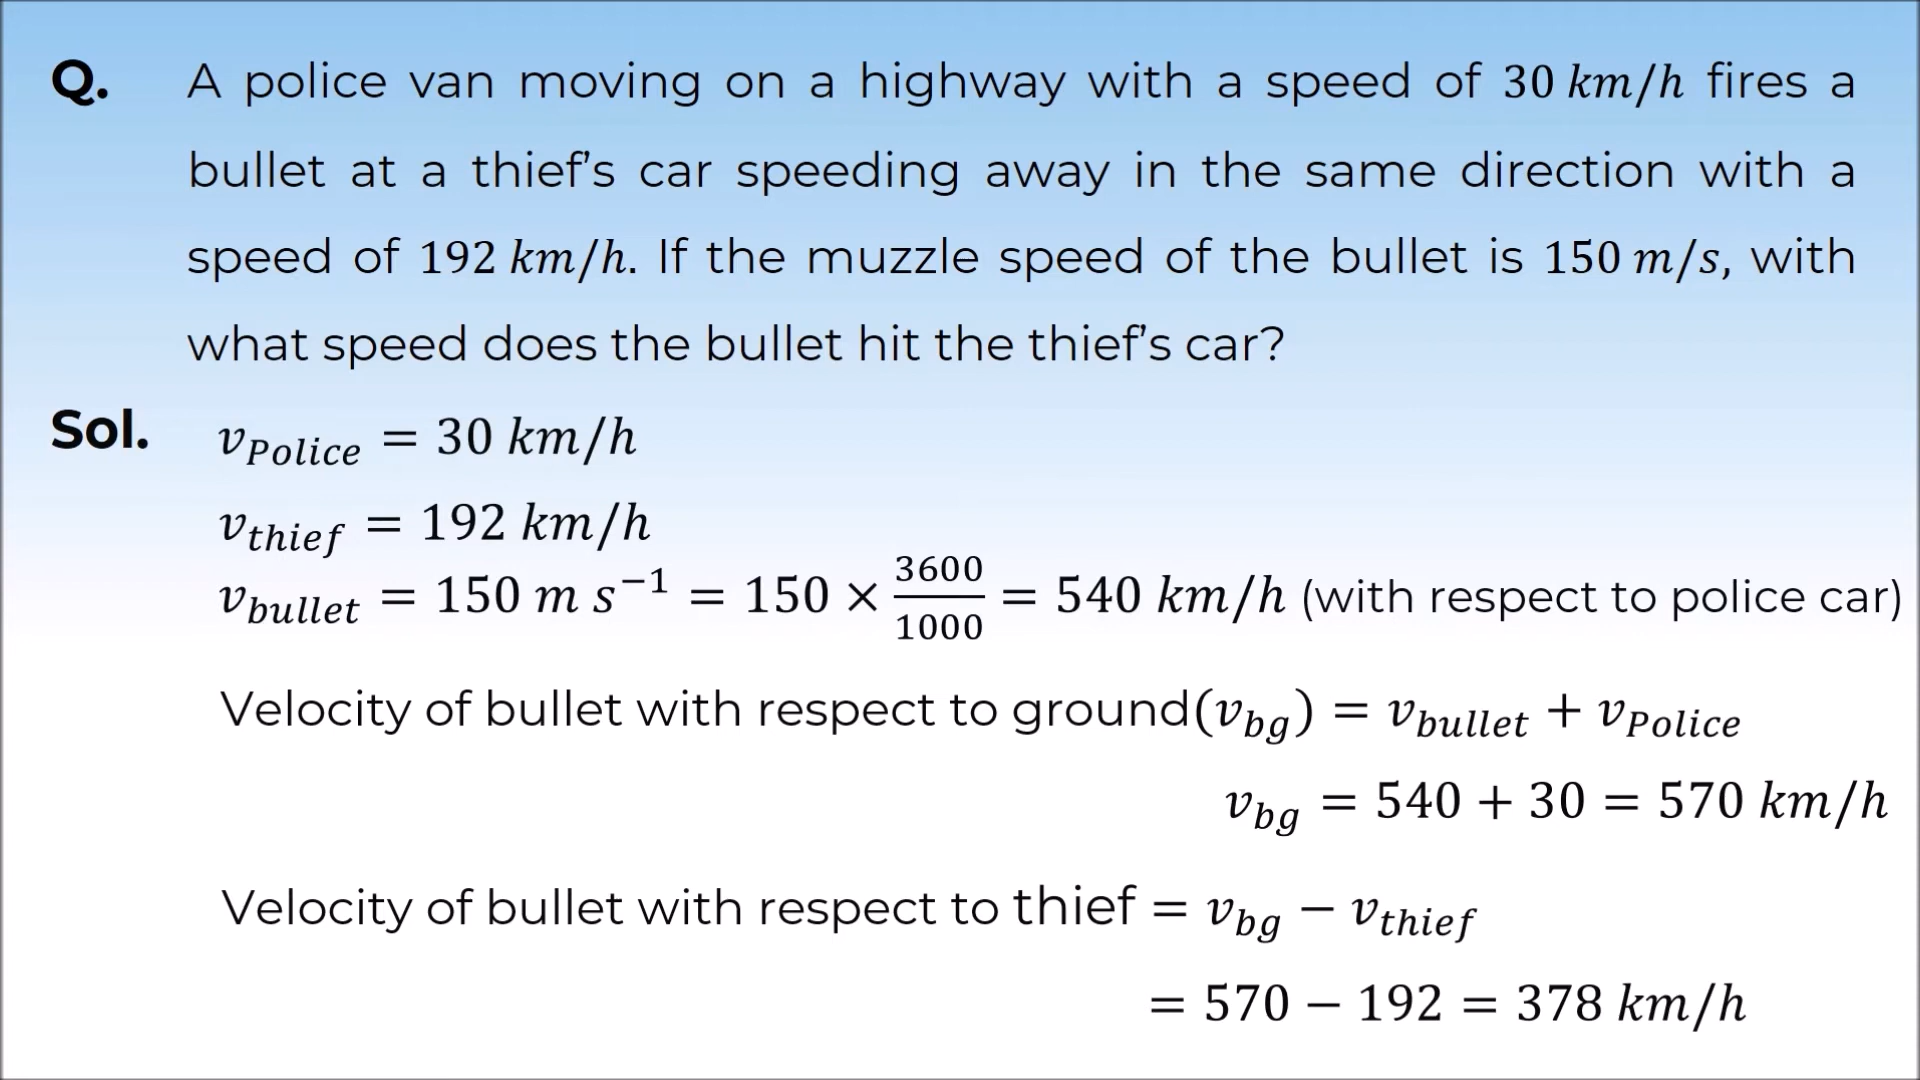 Q. A police van moving on a highway with a speed of 30 km/h fires a
bullet at a thief's car speeding away in the same direction with a
speed of 192 km/h. If the muzzle speed of the bullet is 150 m/s, with
what speed does the bullet hit the thief's car?
Sol. v_Police = 30 km/h
v_thief = 192 km/h
v_bullet = 150 m s⁻¹ = 150 × 3600/1000 = 540 km/h (with respect to police car)
Velocity of bullet with respect to ground(v_bg) = v_bullet + v_Police
v_bg = 540 + 30 = 570 km/h
Velocity of bullet with respect to thief = v_bg − v_thief
= 570 − 192 = 378 km/h